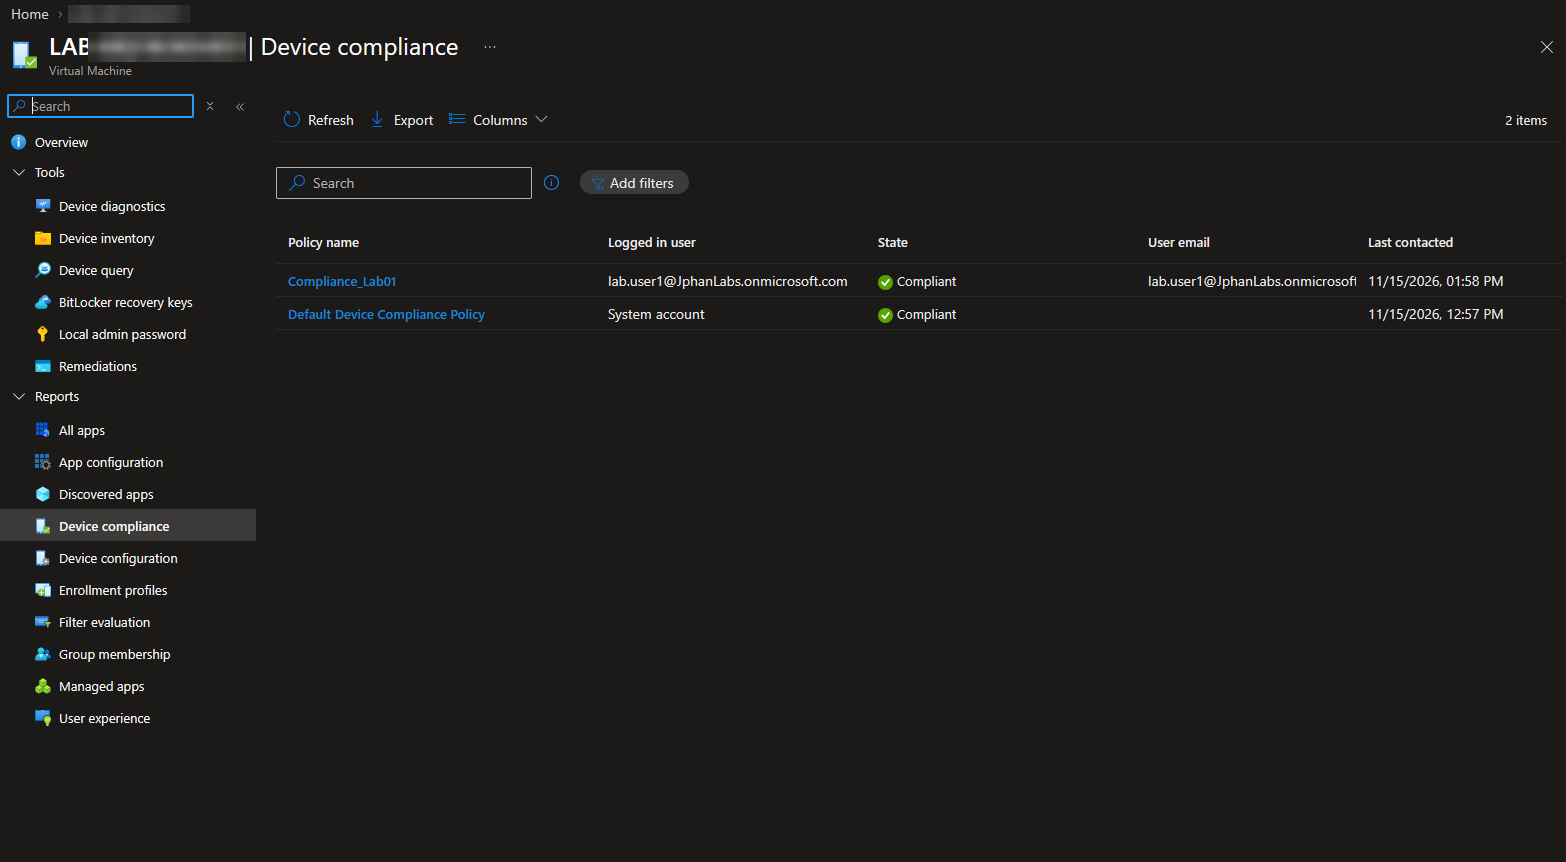 Home
LAB | Device compliance ...
Virtual Machine
Search
Refresh Export Columns 2 items
Overview
Search Add filters
Tools
Device diagnostics
Device inventory
Device query
BitLocker recovery keys
Local admin password
Remediations
Reports
All apps
App configuration
Discovered apps
Device compliance
Device configuration
Enrollment profiles
Filter evaluation
Group membership
Managed apps
User experience
Policy name Logged in user State User email Last contacted
Compliance_Lab01 lab.user1@JphanLabs.onmicrosoft.com Compliant lab.user1@JphanLabs.onmicrosoft 11/15/2026, 01:58 PM
Default Device Compliance Policy System account Compliant 11/15/2026, 12:57 PM